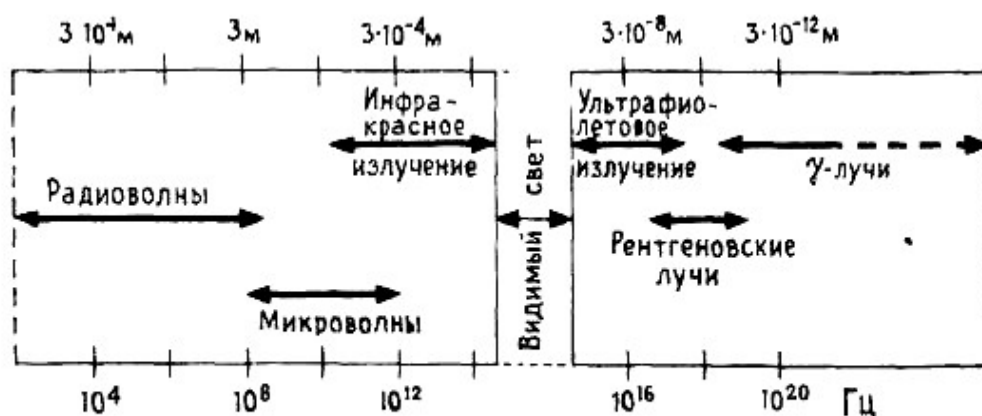 3·10⁴м 3м 3·10⁻⁴м 3·10⁻⁸м 3·10⁻¹²м
Инфра-
красное
излучение
Ультрафио-
летовое
излучение
γ-лучи
Радиоволны
Видимый свет
Рентгеновские
лучи
Микроволны
10⁴ 10⁸ 10¹² 10¹⁶ 10²⁰ Гц